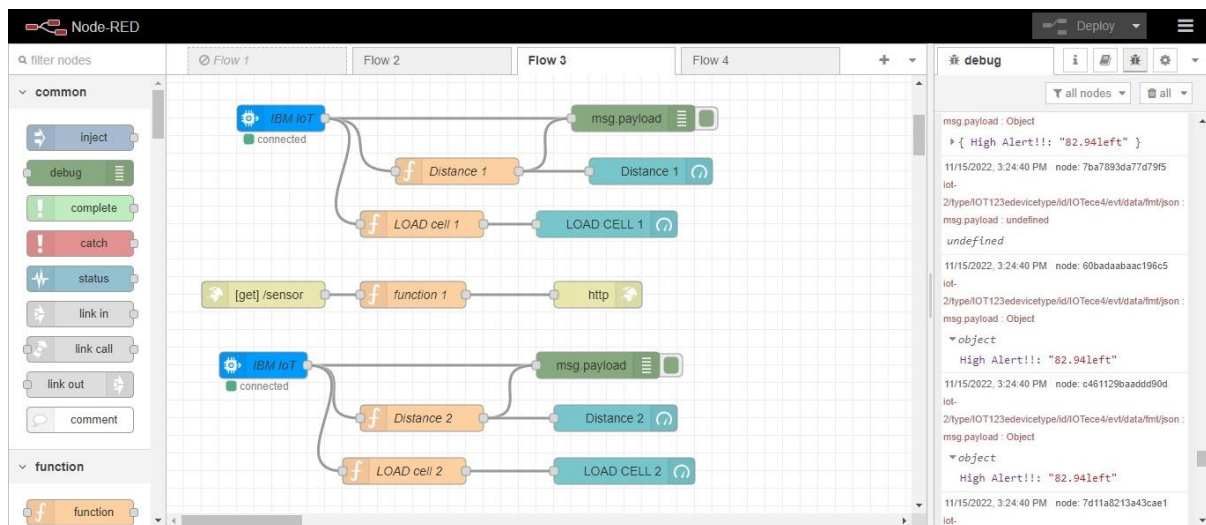 Node-RED
Deploy
filter nodes
Flow 1
Flow 2
Flow 3
Flow 4
debug
i
common
inject
debug
complete
catch
status
link in
link call
link out
comment
function
function
IBM IoT
connected
msg.payload
Distance 1
Distance 1
LOAD cell 1
LOAD CELL 1
[get] /sensor
function 1
http
IBM IoT
connected
msg.payload
Distance 2
Distance 2
LOAD cell 2
LOAD CELL 2
all nodes
all
msg.payload : Object
{ High Alert!!: "82.94left" }
11/15/2022, 3:24:40 PM node: 7ba7893da77d79f5
iot-
2/type/IOT123edevicetype/id/IOTece4/evt/data/fmt/json :
msg.payload : undefined
undefined
11/15/2022, 3:24:40 PM node: 60badaabaac196c5
iot-
2/type/IOT123edevicetype/id/IOTece4/evt/data/fmt/json :
msg.payload : Object
object
High Alert!!: "82.94left"
11/15/2022, 3:24:40 PM node: c461129baaddd90d
iot-
2/type/IOT123edevicetype/id/IOTece4/evt/data/fmt/json :
msg.payload : Object
object
High Alert!!: "82.94left"
11/15/2022, 3:24:40 PM node: 7d11a8213a43cae1
iot-